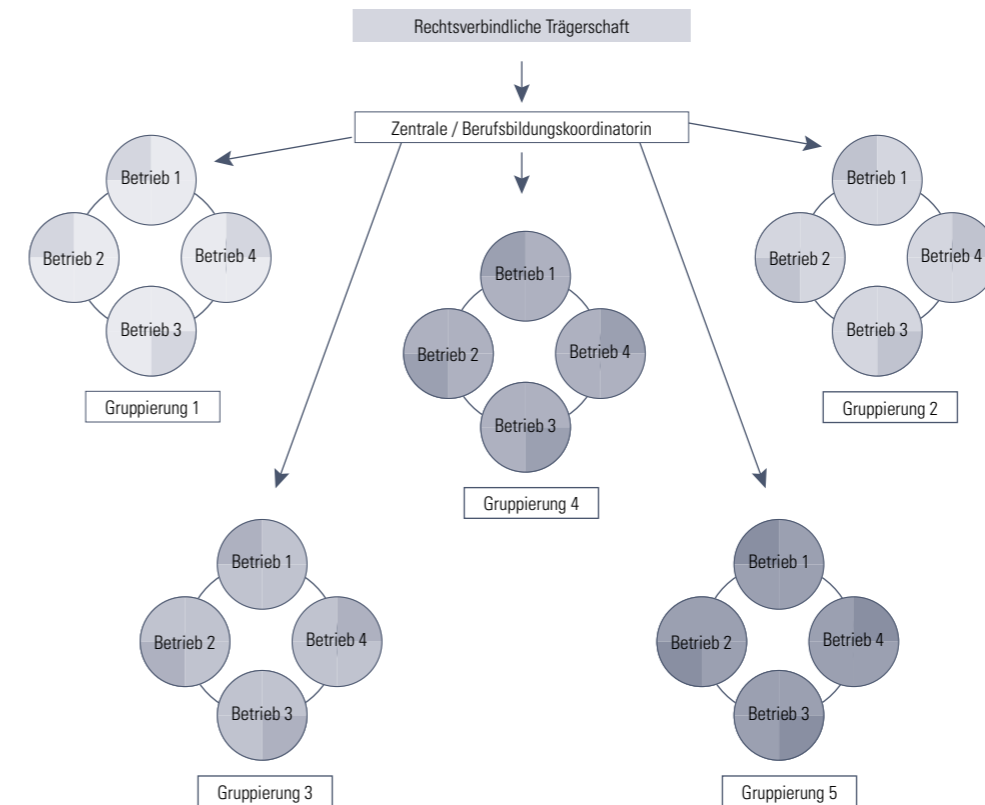 Rechtsverbindliche Trägerschaft
Zentrale / Berufsbildungskoordinatorin
Betrieb 1
Betrieb 2
Betrieb 4
Betrieb 3
Gruppierung 1
Betrieb 1
Betrieb 2
Betrieb 4
Betrieb 3
Gruppierung 4
Betrieb 1
Betrieb 2
Betrieb 4
Betrieb 3
Gruppierung 2
Betrieb 1
Betrieb 2
Betrieb 4
Betrieb 3
Gruppierung 3
Betrieb 1
Betrieb 2
Betrieb 4
Betrieb 3
Gruppierung 5